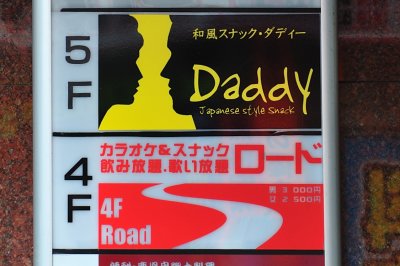 5F
和風スナック・ダディー
Daddy
Japanese style Snack
4F
カラオケ&スナック
飲み放題.歌い放題
ロード
男 3000円
女 2500円
4F
Road